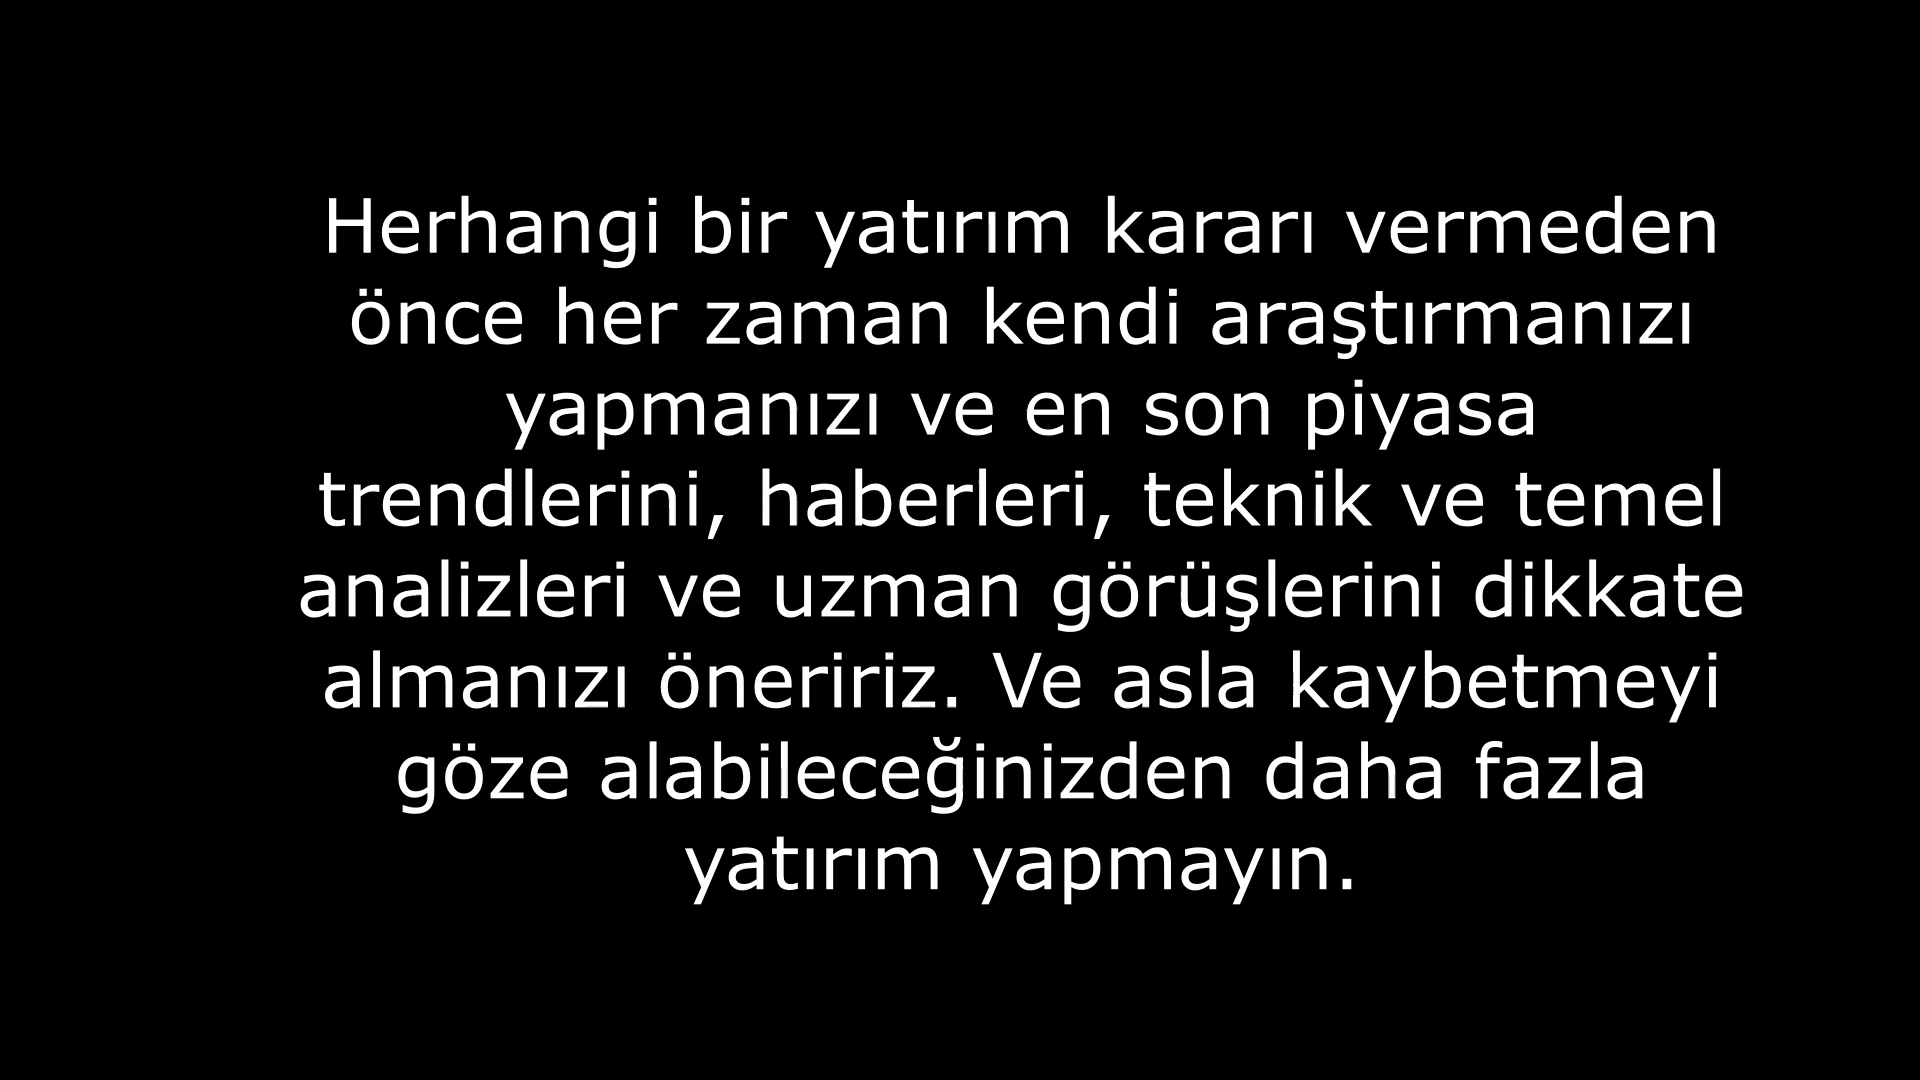 Herhangi bir yatırım kararı vermeden
önce her zaman kendi araştırmanızı
yapmanızı ve en son piyasa
trendlerini, haberleri, teknik ve temel
analizleri ve uzman görüşlerini dikkate
almanızı öneririz. Ve asla kaybetmeyi
göze alabileceğinizden daha fazla
yatırım yapmayın.